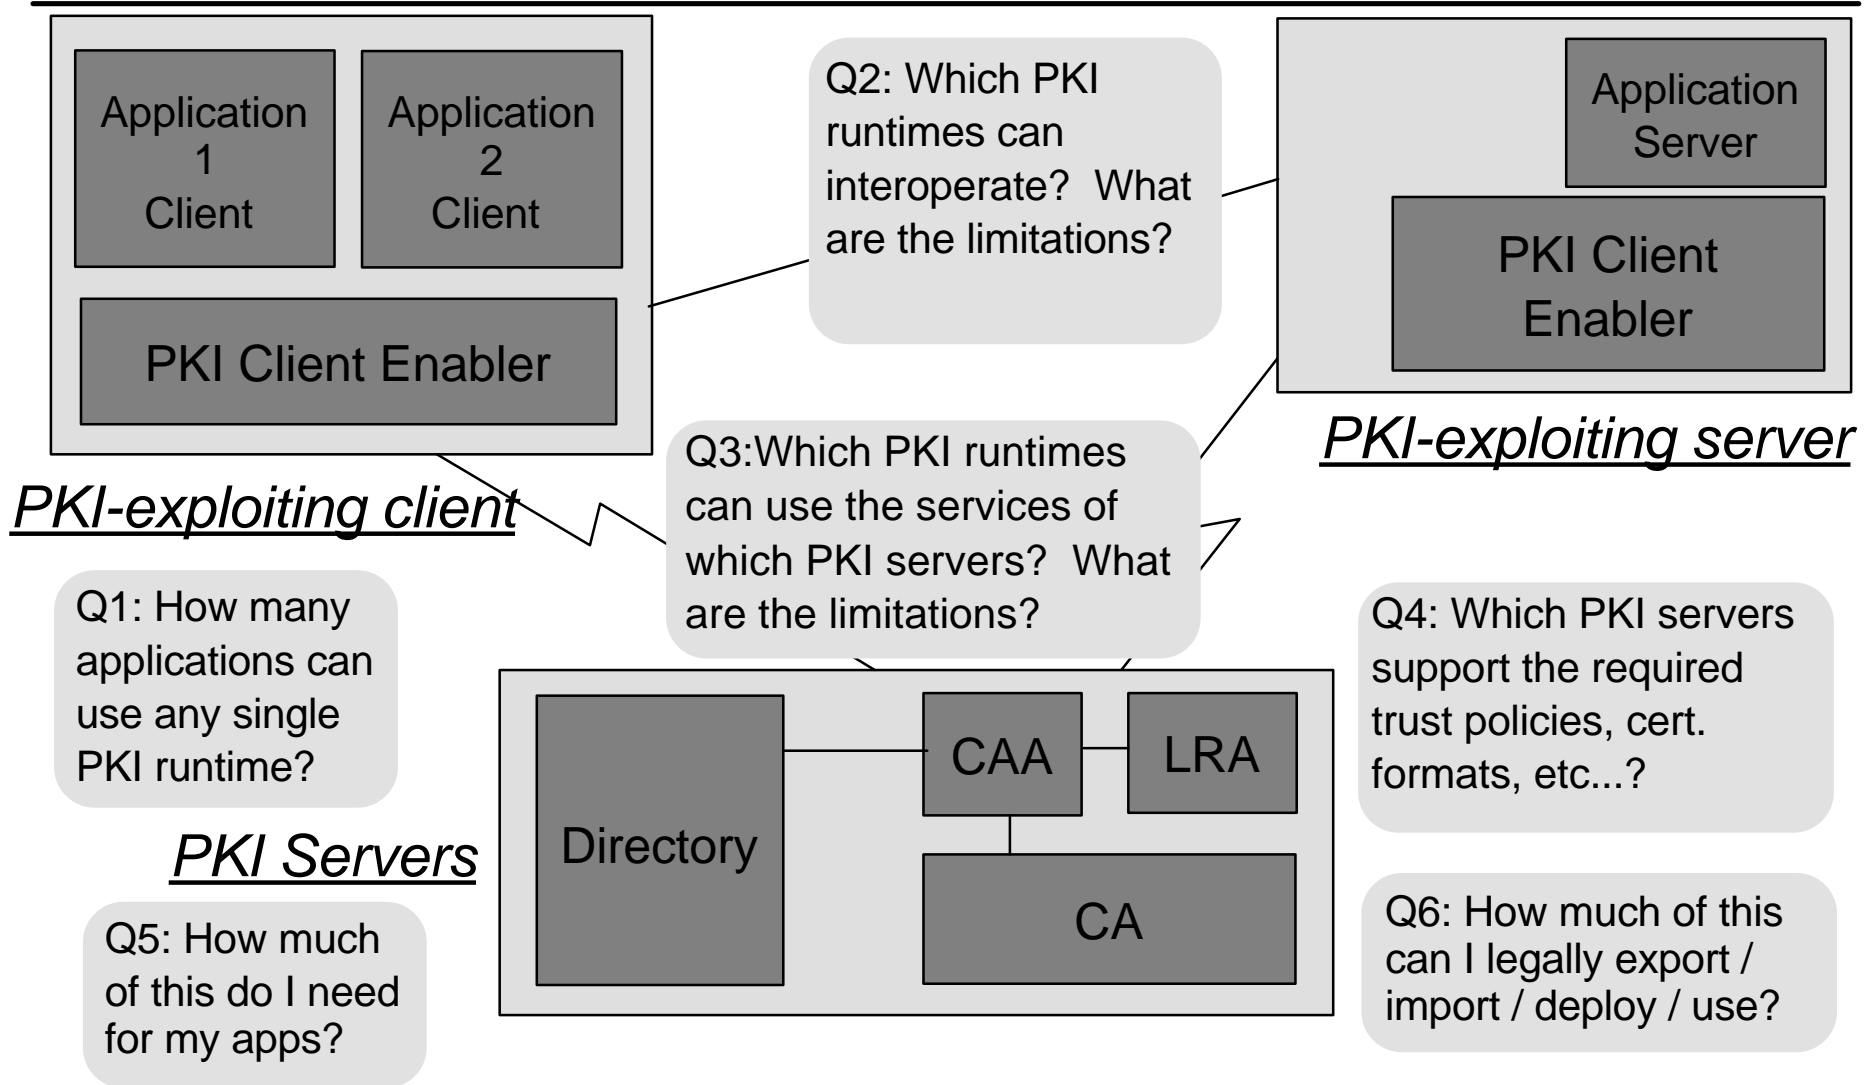 Application
1
Client
Application
2
Client
PKI Client Enabler
PKI-exploiting client
Q2: Which PKI
runtimes can
interoperate?  What
are the limitations?
Application
Server
PKI Client
Enabler
PKI-exploiting server
Q3:Which PKI runtimes
can use the services of
which PKI servers?  What
are the limitations?
Q1: How many
applications can
use any single
PKI runtime?
Q4: Which PKI servers
support the required
trust policies, cert.
formats, etc...?
PKI Servers
Directory
CAA
LRA
CA
Q5: How much
of this do I need
for my apps?
Q6: How much of this
can I legally export /
import / deploy / use?